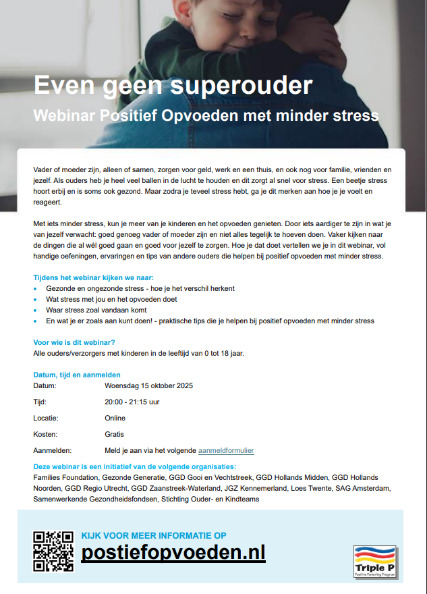 Even geen superouder
Webinar Positief Opvoeden met minder stress
Vader of moeder zijn, alleen of samen, zorgen voor geld, werk en een thuis, en ook nog voor familie, vrienden en
jezelf. Als ouders heb je heel veel ballen in de lucht te houden en dit zorgt al snel voor stress. Een beetje stress
hoort erbij en is soms ook gezond. Maar zodra je teveel stress hebt, ga je dit merken aan hoe je je voelt en
reageert.
Met iets minder stress, kun je meer van je kinderen en het opvoeden genieten. Door iets aardiger te zijn in wat je
van jezelf verwacht: goed genoeg vader of moeder zijn en niet alles tegelijk te hoeven doen. Vaker kijken naar
de dingen die al wél goed gaan en goed voor jezelf te zorgen. Hoe je dat doet vertellen we je in dit webinar, vol
handige oefeningen, ervaringen en tips van andere ouders die helpen bij positief opvoeden met minder stress.
Tijdens het webinar kijken we naar:
• Gezonde en ongezonde stress - hoe je het verschil herkent
• Wat stress met jou en het opvoeden doet
• Waar stress zoal vandaan komt
• En wat je er zoals aan kunt doen! - praktische tips die je helpen bij positief opvoeden met minder stress
Voor wie is dit webinar?
Alle ouders/verzorgers met kinderen in de leeftijd van 0 tot 18 jaar.
Datum, tijd en aanmelden
Datum: Woensdag 15 oktober 2025
Tijd: 20:00 - 21:15 uur
Locatie: Online
Kosten: Gratis
Aanmelden: Meld je aan via het volgende aanmeldformulier
Deze webinar is een initiatief van de volgende organisaties:
Families Foundation, Gezonde Generatie, GGD Gooi en Vechtstreek, GGD Hollands Midden, GGD Hollands
Noorden, GGD Regio Utrecht, GGD Zaanstreek-Waterland, JGZ Kennemerland, Loes Twente, SAG Amsterdam,
Samenwerkende Gezondheidsfondsen, Stichting Ouder- en Kindteams
KIJK VOOR MEER INFORMATIE OP
postiefopvoeden.nl
Triple P
Positive Parenting Program